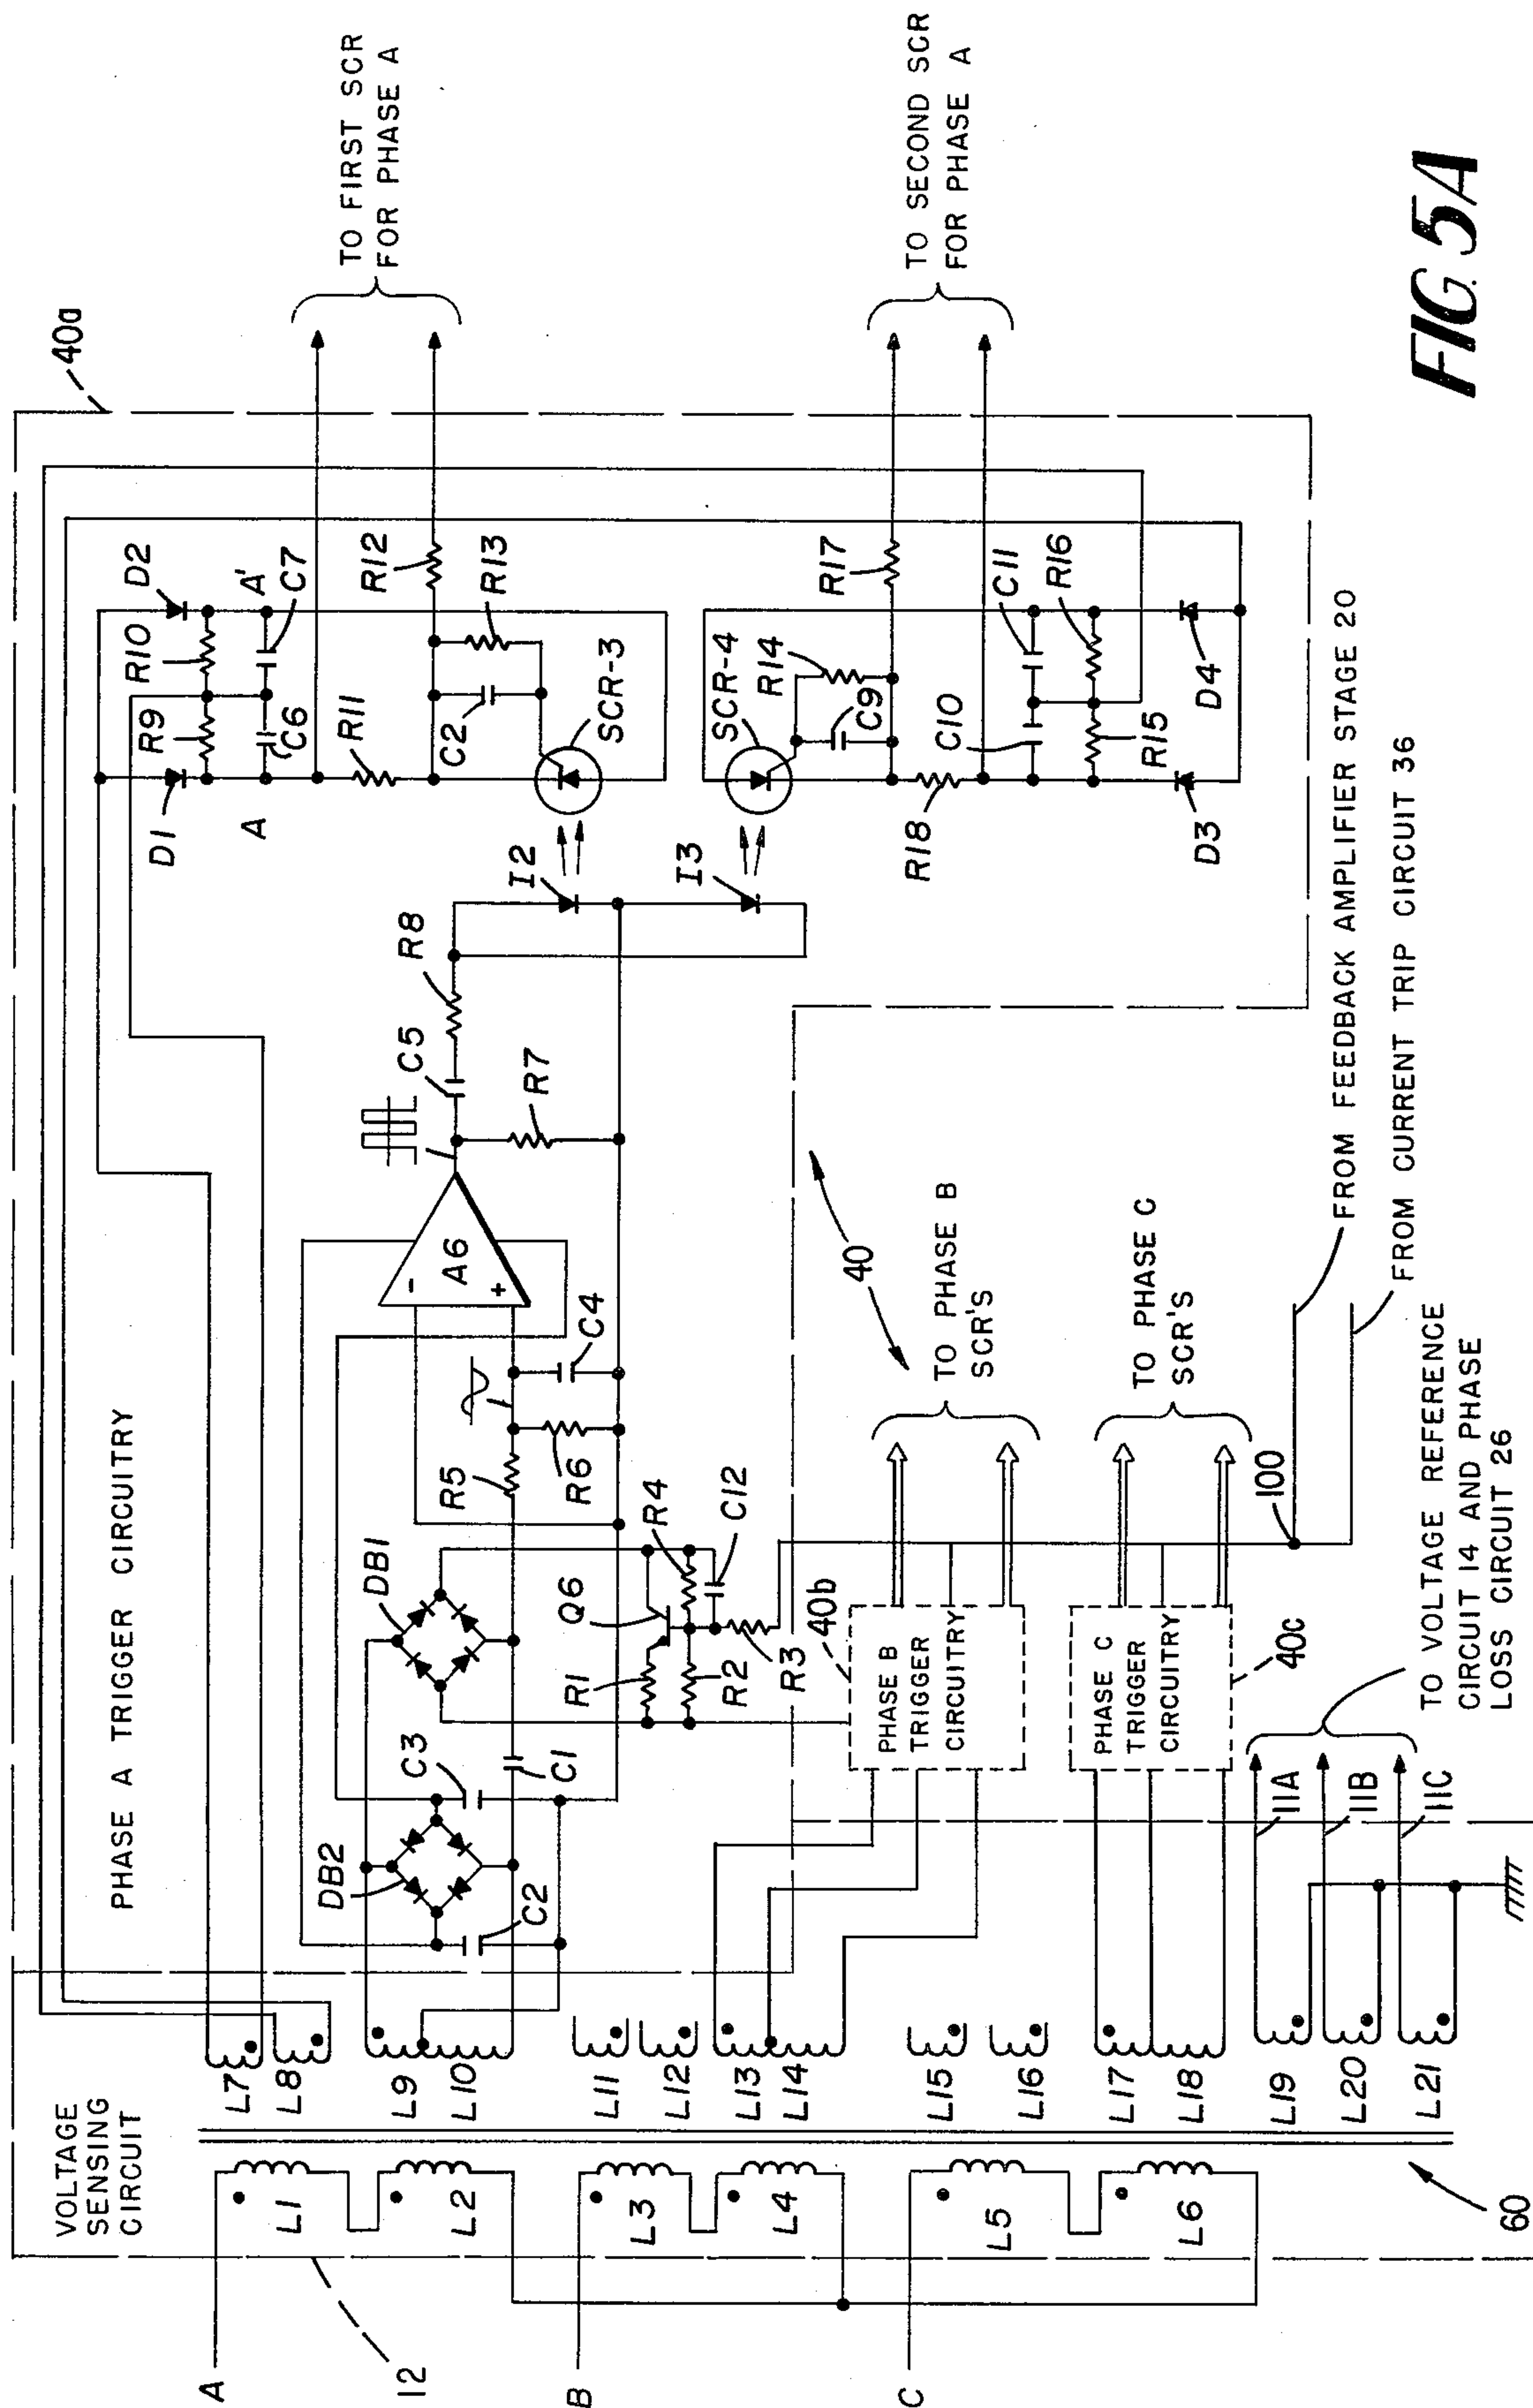 VOLTAGE
SENSING
CIRCUIT
PHASE A TRIGGER CIRCUITRY
40a
TO FIRST SCR
FOR PHASE A
TO SECOND SCR
FOR PHASE A
A
B
C
12
60
L1
L2
L3
L4
L5
L6
L7
L8
L9
L10
L11
L12
L13
L14
L15
L16
L17
L18
L19
L20
L21
DB2
C2
C3
C1
DB1
Q6
R1
R2
R3
R4
C12
R5
R6
C4
-
A6
+
C5
R7
R8
I2
I3
D1
D2
R9
R10
C6
C7
A
A'
R11
R12
C2
R13
SCR-3
SCR-4
R14
C9
R17
R18
C10
C11
R15
R16
D3
D4
40
40b
PHASE B
TRIGGER
CIRCUITRY
TO PHASE B
SCR'S
PHASE C
TRIGGER
CIRCUITRY
40c
TO PHASE C
SCR'S
100
FROM FEEDBACK AMPLIFIER STAGE 20
FROM CURRENT TRIP CIRCUIT 36
11A
11B
11C
TO VOLTAGE REFERENCE
CIRCUIT 14 AND PHASE
LOSS CIRCUIT 26
FIG. 5A